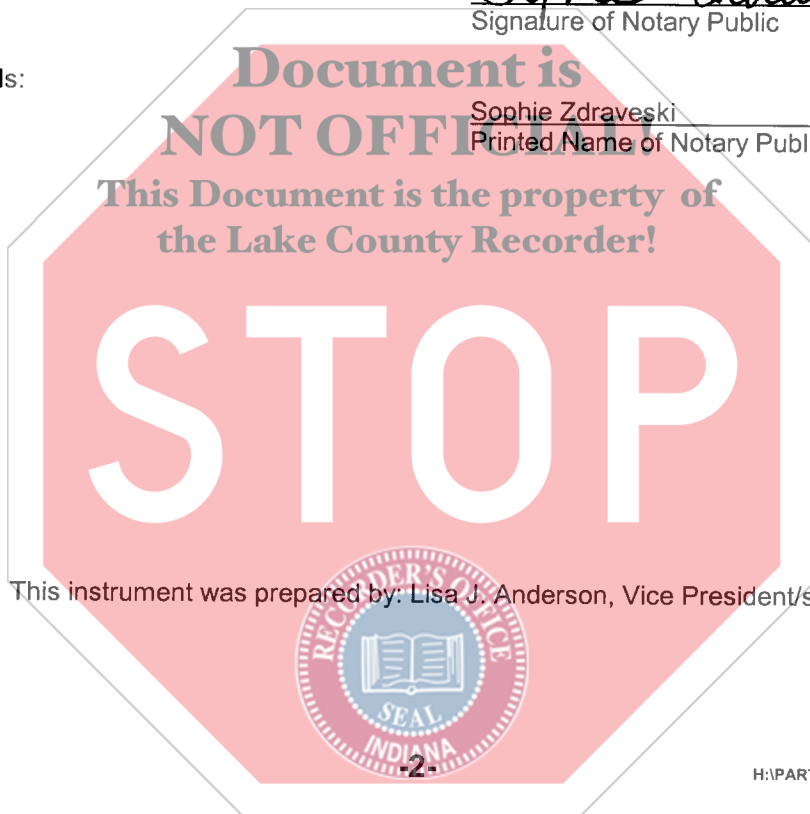 Signature of Notary Public
Document is
s:
NOT OFFICIAL!
Sophie Zdraveski
Printed Name of Notary Publ
This Document is the property of
the Lake County Recorder!
STOP
This instrument was prepared by: Lisa J. Anderson, Vice President/s
RECORDER'S OFFICE
SEAL
INDIANA
-2-
H:\PART